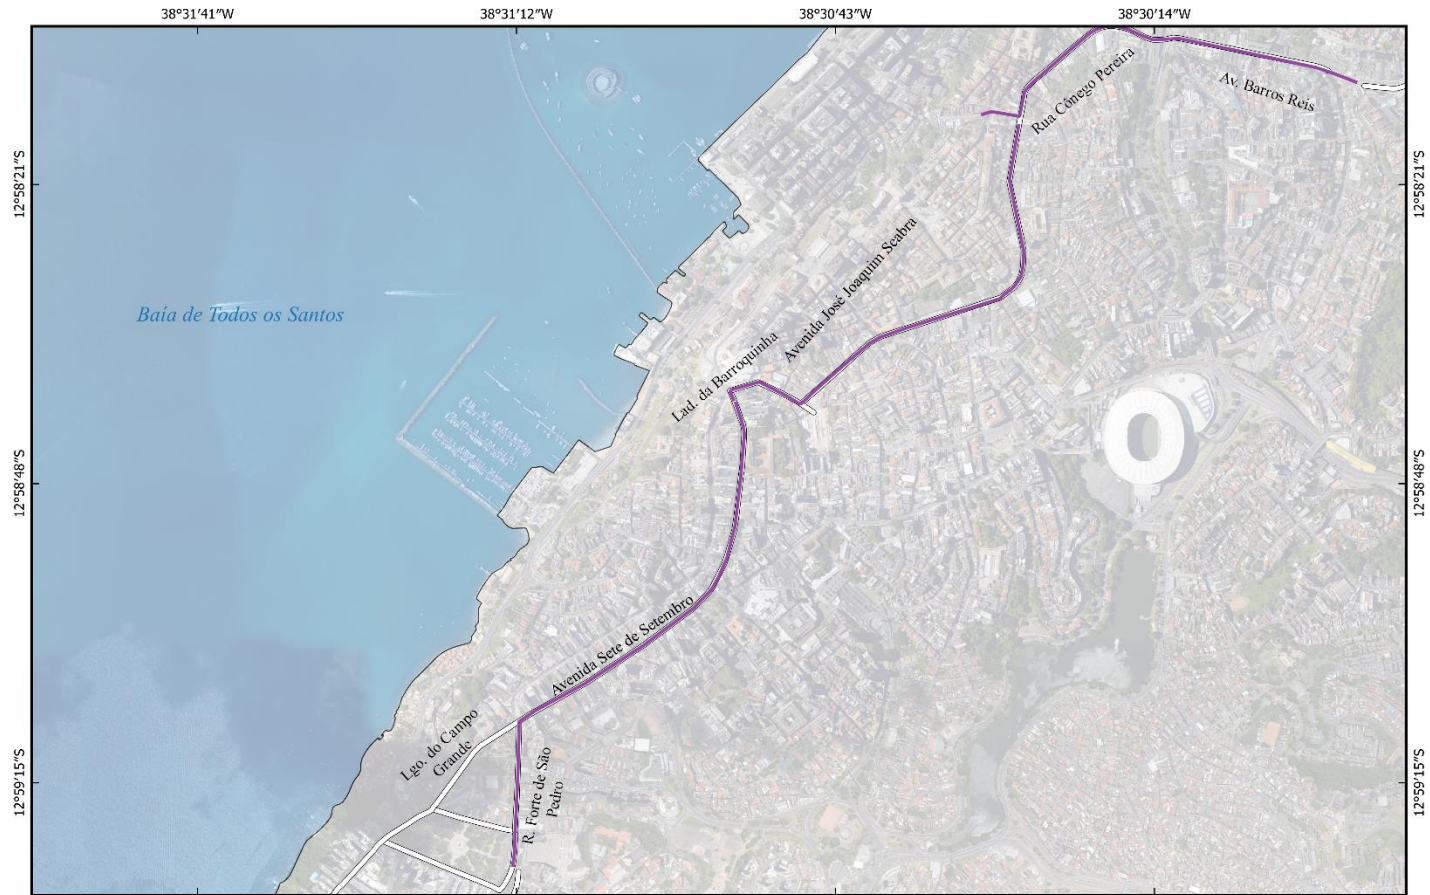 38°31'41"W
38°31'12"W
38°30'43"W
38°30'14"W
Rua Cônego Pereira
Av. Barros Reis
12°58'21"S
12°58'21"S
Avenida José Joaquim Seabra
Baía de Todos os Santos
Lad. da Barroquinha
12°58'48"S
12°58'48"S
Avenida Sete de Setembro
Lgo. do Campo
Grande
R. Forte de São
Pedro
12°59'15"S
12°59'15"S